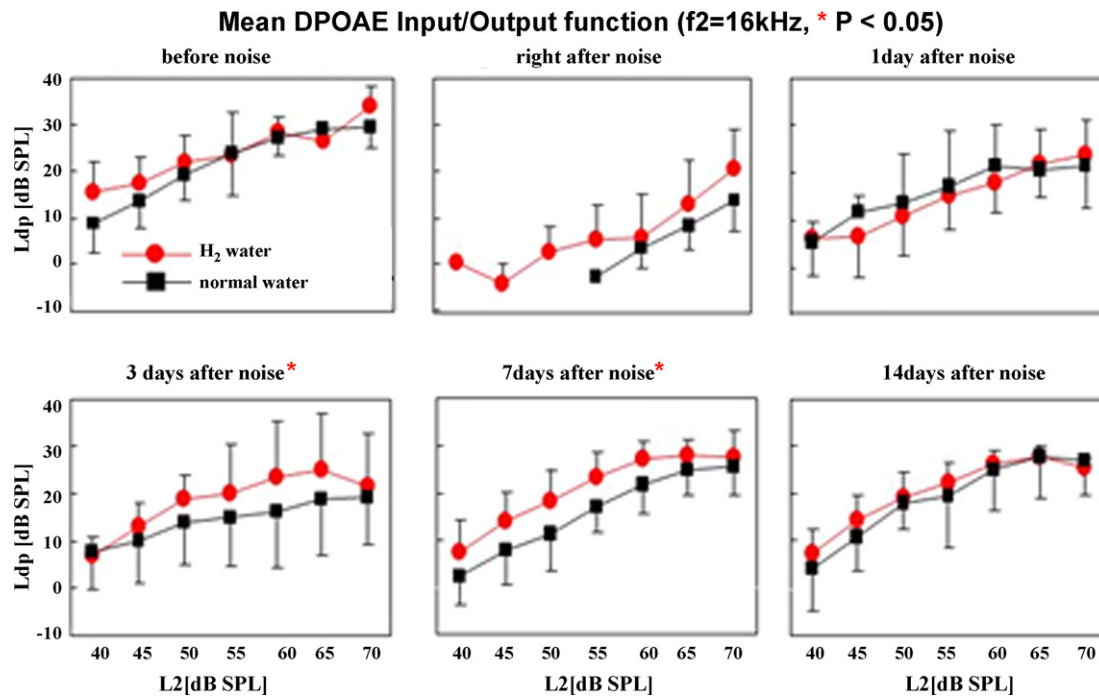 Mean DPOAE Input/Output function (f2=16kHz, * P < 0.05)
before noise
right after noise
1day after noise
40
30
20
10
0
-10
Ldp [dB SPL]
H₂ water
normal water
3 days after noise*
7days after noise*
14days after noise
40
30
20
10
0
-10
Ldp [dB SPL]
40 45 50 55 60 65 70
40 45 50 55 60 65 70
40 45 50 55 60 65 70
L2[dB SPL]
L2[dB SPL]
L2[dB SPL]